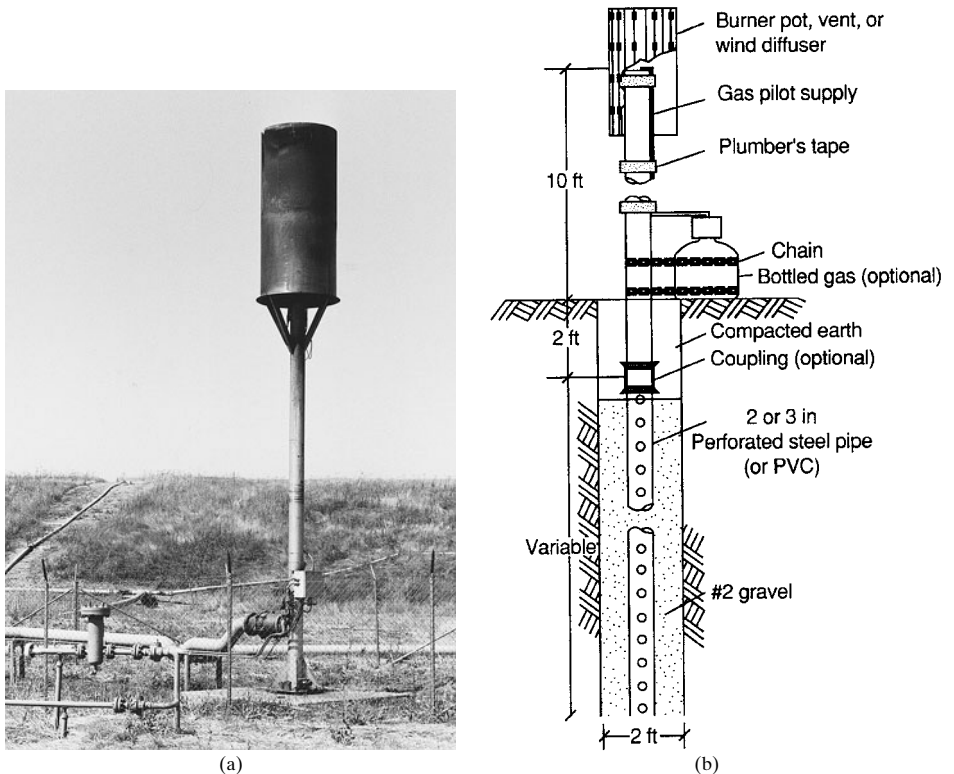 Burner pot, vent, or
wind diffuser
Gas pilot supply
Plumber's tape
10 ft
Chain
Bottled gas (optional)
2 ft
Compacted earth
Coupling (optional)
2 or 3 in
Perforated steel pipe
(or PVC)
Variable
#2 gravel
2 ft
(a)
(b)